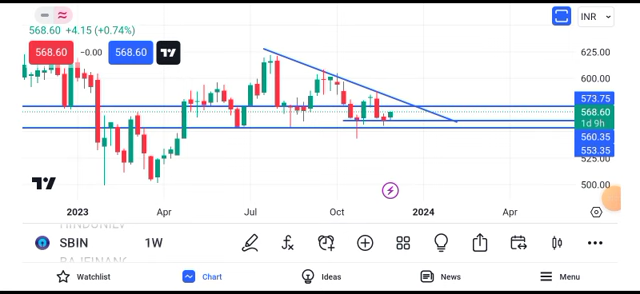 INR
568.60 +4.15 (+0.74%)
568.60 −0.00 568.60
625.00
600.00
573.75
568.60
1d 9h
560.35
553.35
525.00
500.00
2023 Apr Jul Oct 2024 Apr
SBIN 1W
Watchlist Chart Ideas News Menu